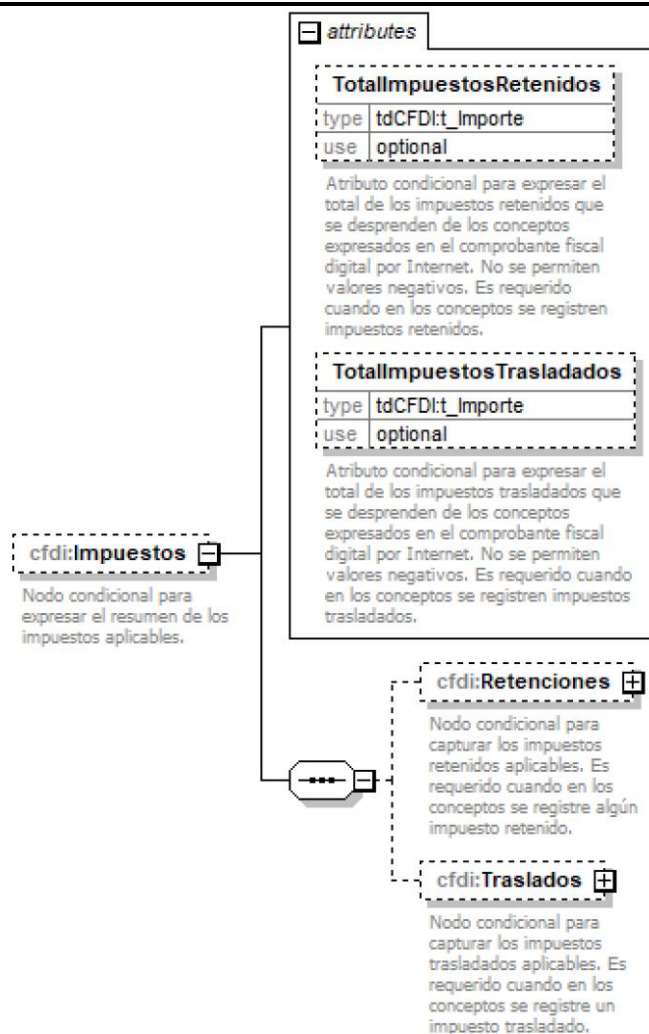 attributes
TotalImpuestosRetenidos
type tdCFDI:t_Importe
use optional
Atributo condicional para expresar el
total de los impuestos retenidos que
se desprenden de los conceptos
expresados en el comprobante fiscal
digital por Internet. No se permiten
valores negativos. Es requerido
cuando en los conceptos se registren
impuestos retenidos.
TotalImpuestosTrasladados
type tdCFDI:t_Importe
use optional
Atributo condicional para expresar el
total de los impuestos trasladados que
se desprenden de los conceptos
expresados en el comprobante fiscal
digital por Internet. No se permiten
valores negativos. Es requerido cuando
en los conceptos se registren impuestos
trasladados.
cfdi:Impuestos
Nodo condicional para
expresar el resumen de los
impuestos aplicables.
cfdi:Retenciones
Nodo condicional para
capturar los impuestos
retenidos aplicables. Es
requerido cuando en los
conceptos se registre algún
impuesto retenido.
cfdi:Traslados
Nodo condicional para
capturar los impuestos
trasladados aplicables. Es
requerido cuando en los
conceptos se registre un
impuesto trasladado.